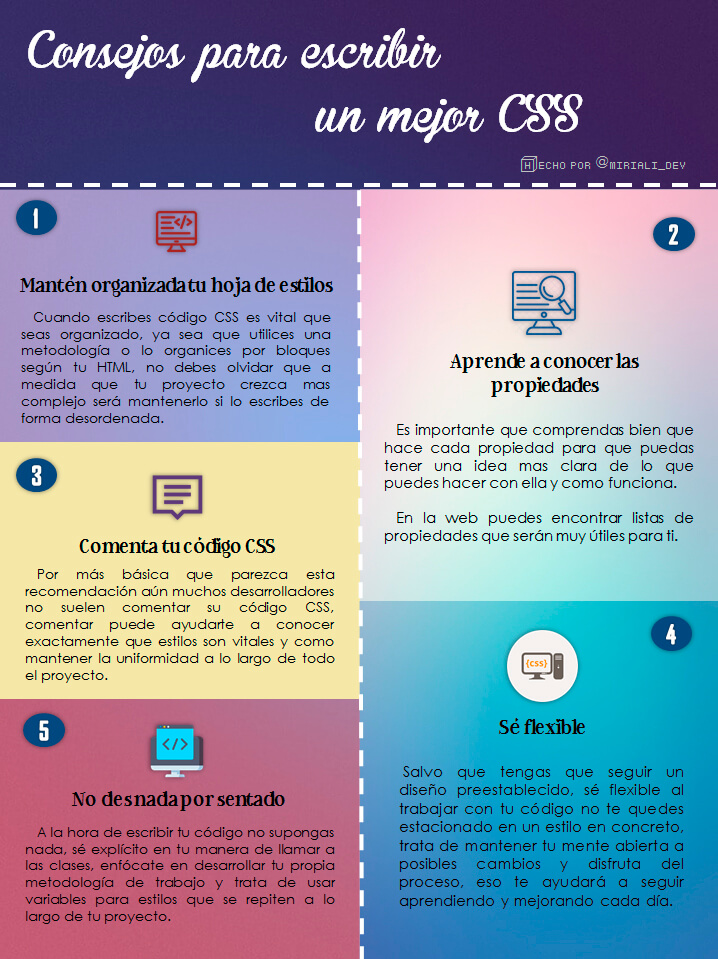 Consejos para escribir
un mejor CSS
HECHO POR @MIRIALI_DEV
1
</>
Mantén organizada tu hoja de estilos
Cuando escribes código CSS es vital que
seas organizado, ya sea que utilices una
metodología o lo organices por bloques
según tu HTML, no debes olvidar que a
medida que tu proyecto crezca mas
complejo será mantenerlo si lo escribes de
forma desordenada.
2
Aprende a conocer las
propiedades
Es importante que comprendas bien que
hace cada propiedad para que puedas
tener una idea mas clara de lo que
puedes hacer con ella y como funciona.
En la web puedes encontrar listas de
propiedades que serán muy útiles para ti.
3
Comenta tu código CSS
Por más básica que parezca esta
recomendación aún muchos desarrolladores
no suelen comentar su código CSS,
comentar puede ayudarte a conocer
exactamente que estilos son vitales y como
mantener la uniformidad a lo largo de todo
el proyecto.
4
{css}
Sé flexible
Salvo que tengas que seguir un
diseño preestablecido, sé flexible al
trabajar con tu código no te quedes
estacionado en un estilo en concreto,
trata de mantener tu mente abierta a
posibles cambios y disfruta del
proceso, eso te ayudará a seguir
aprendiendo y mejorando cada día.
5
</>
No des nada por sentado
A la hora de escribir tu código no supongas
nada, sé explícito en tu manera de llamar a
las clases, enfócate en desarrollar tu propia
metodología de trabajo y trata de usar
variables para estilos que se repiten a lo
largo de tu proyecto.